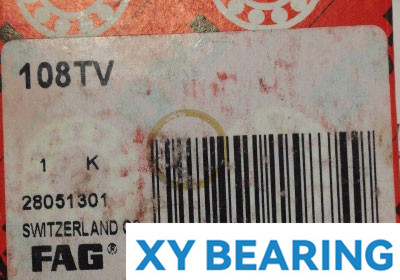 108TV
1 K
28051301
SWITZERLAND
FAG®
XY BEARING